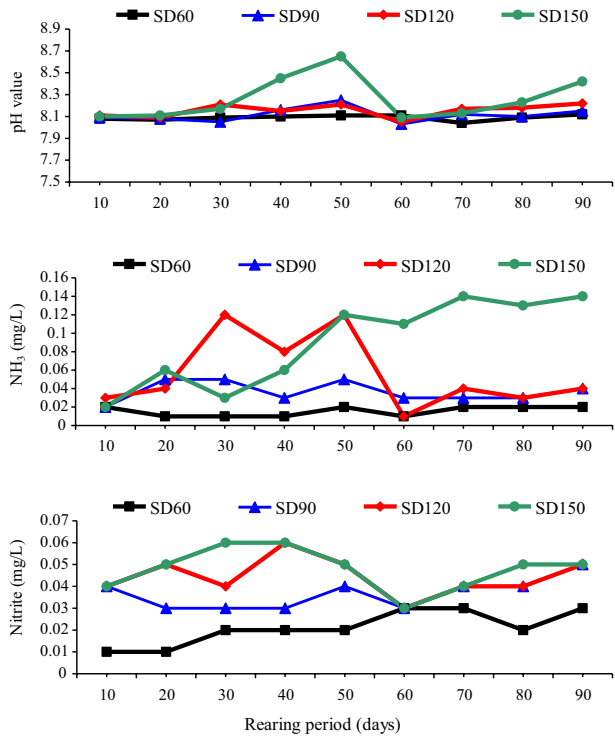 SD60 SD90 SD120 SD150
8.9
8.7
8.5
8.3
8.1
7.9
7.7
7.5
pH value
10 20 30 40 50 60 70 80 90
SD60 SD90 SD120 SD150
0.16
0.14
0.12
0.1
0.08
0.06
0.04
0.02
0
NH₃ (mg/L)
10 20 30 40 50 60 70 80 90
SD60 SD90 SD120 SD150
0.07
0.06
0.05
0.04
0.03
0.02
0.01
0
Nitrite (mg/L)
10 20 30 40 50 60 70 80 90
Rearing period (days)